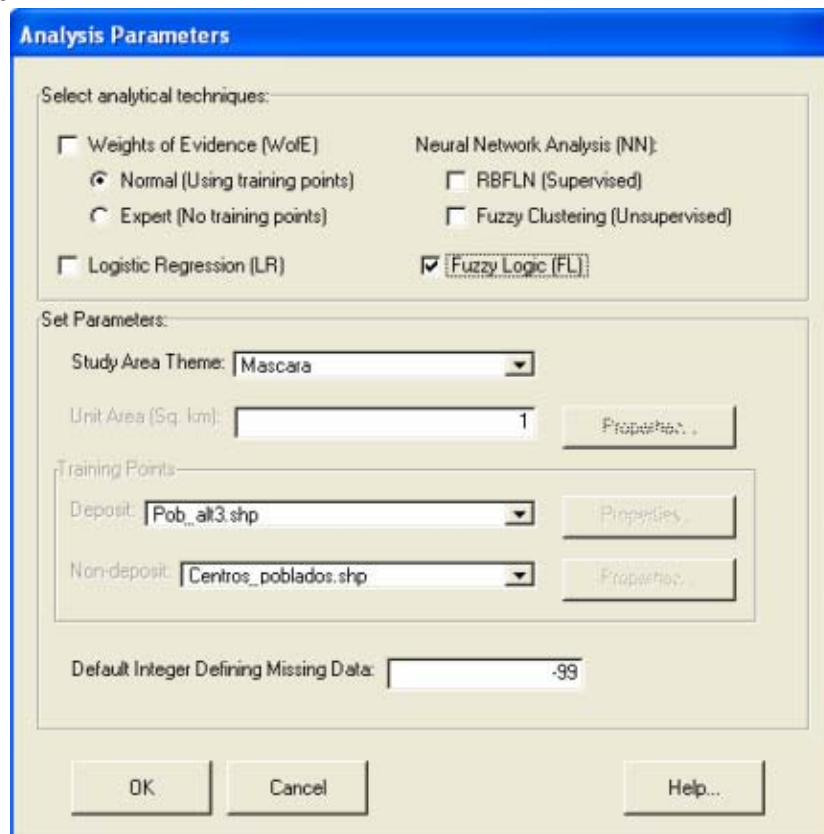 Analysis Parameters
Select analytical techniques:
Weights of Evidence (WofE)
Normal (Using training points)
Expert (No training points)
Logistic Regression (LR)
Neural Network Analysis (NN):
RBFLN (Supervised)
Fuzzy Clustering (Unsupervised)
Fuzzy Logic (FL)
Set Parameters:
Study Area Theme: Mascara
Unit Area (Sq. km): 1 Properties...
Training Points
Deposit: Pob_alt3.shp Properties...
Non-deposit: Centros_poblados.shp Properties...
Default Integer Defining Missing Data: -99
OK Cancel Help...